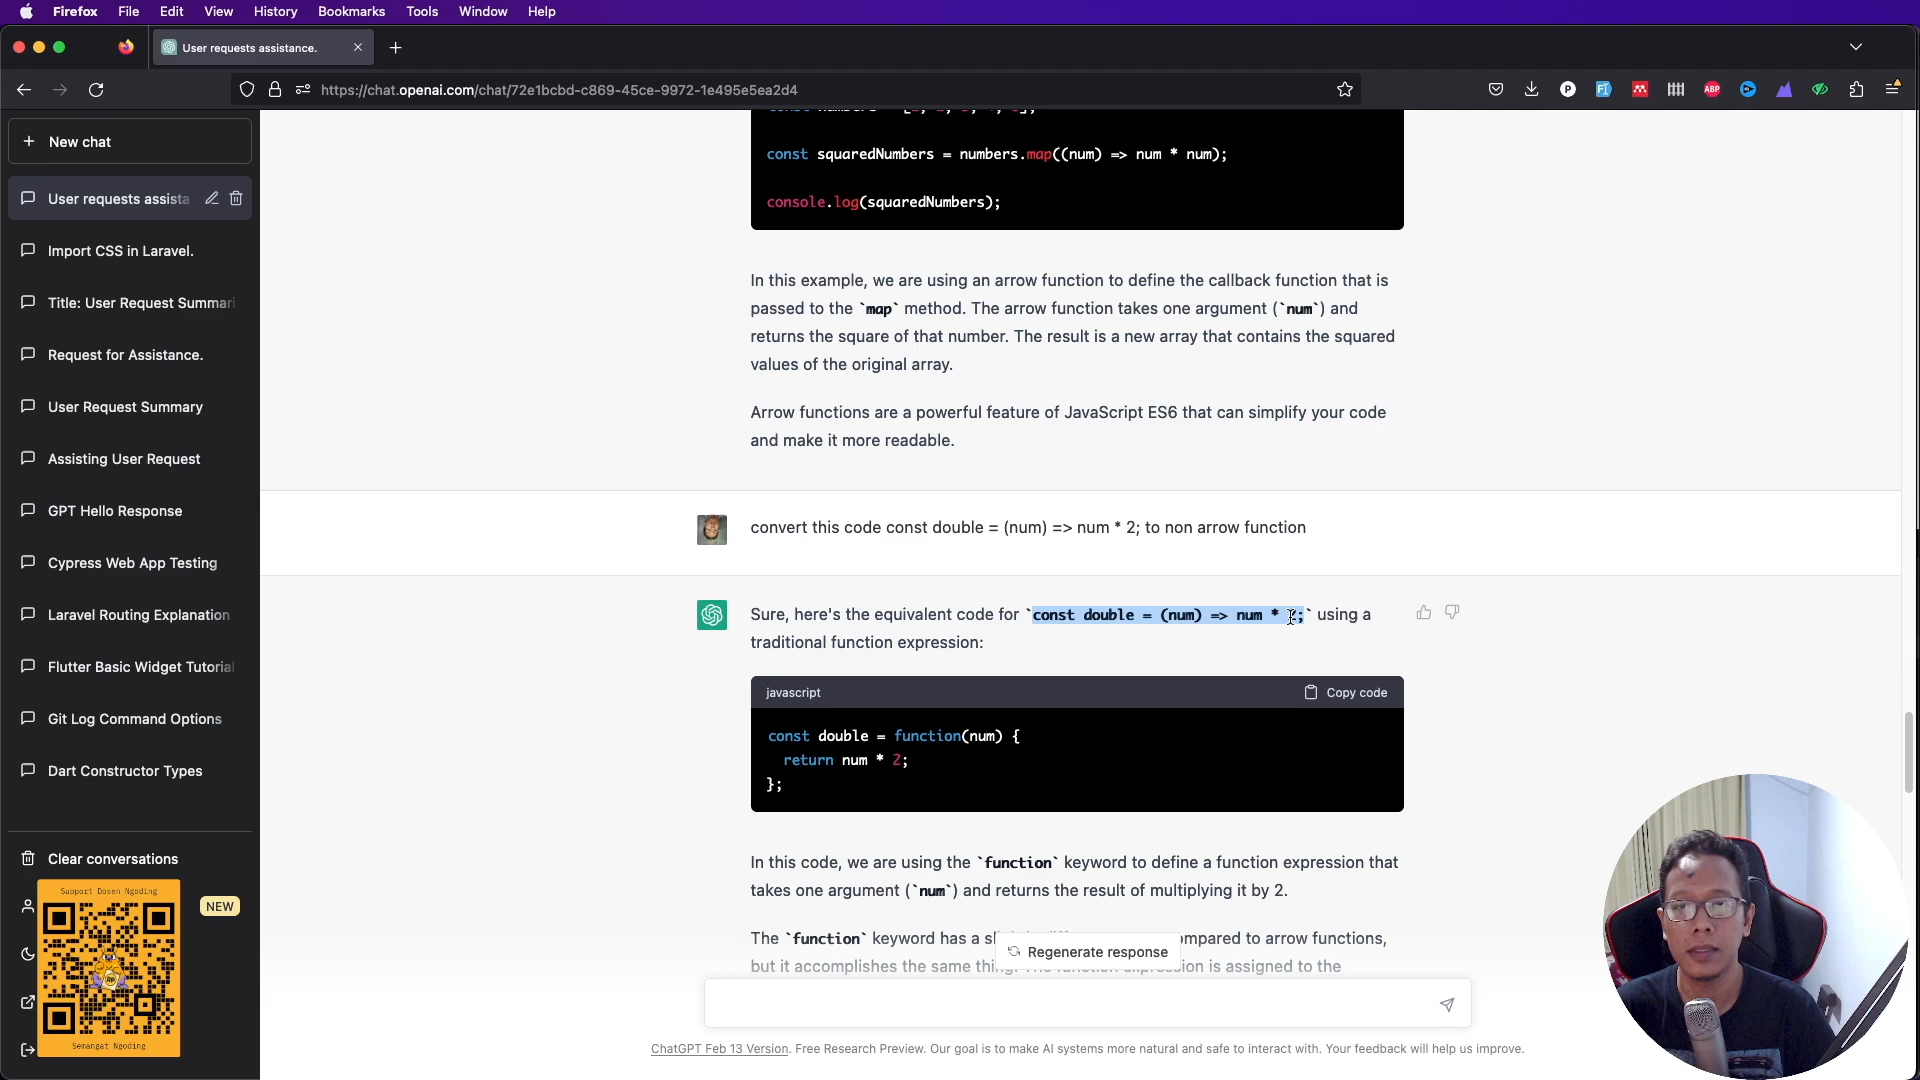 Firefox File Edit View History Bookmarks Tools Window Help
User requests assistance.
https://chat.openai.com/chat/72e1bcbd-c869-45ce-9972-1e495e5ea2d4
ABP
New chat
User requests assista
Import CSS in Laravel.
Title: User Request Summari
Request for Assistance.
User Request Summary
Assisting User Request
GPT Hello Response
Cypress Web App Testing
Laravel Routing Explanation
Flutter Basic Widget Tutorial
Git Log Command Options
Dart Constructor Types
Clear conversations
Support Dosen Ngoding
NEW
Semangat Ngoding
const squaredNumbers = numbers.map((num) => num * num);
console.log(squaredNumbers);
In this example, we are using an arrow function to define the callback function that is
passed to the `map` method. The arrow function takes one argument (`num`) and
returns the square of that number. The result is a new array that contains the squared
values of the original array.
Arrow functions are a powerful feature of JavaScript ES6 that can simplify your code
and make it more readable.
convert this code const double = (num) => num * 2; to non arrow function
Sure, here's the equivalent code for `const double = (num) => num * 2;` using a
traditional function expression:
javascript
Copy code
const double = function(num) {
return num * 2;
};
In this code, we are using the `function` keyword to define a function expression that
takes one argument (`num`) and returns the result of multiplying it by 2.
The `function` keyword has a compared to arrow functions,
Regenerate response
but it accomplishes the same thing. The function expression is assigned to the
ChatGPT Feb 13 Version. Free Research Preview. Our goal is to make AI systems more natural and safe to interact with. Your feedback will help us improve.